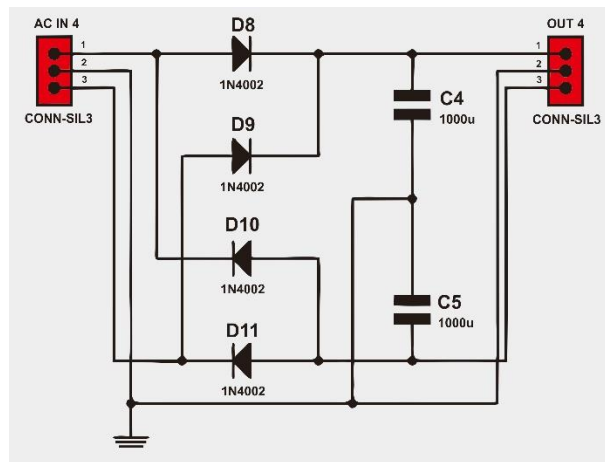 AC IN 4
1
2
3
CONN-SIL3
D8
1N4002
D9
1N4002
D10
1N4002
D11
1N4002
C4
1000u
C5
1000u
OUT 4
1
2
3
CONN-SIL3